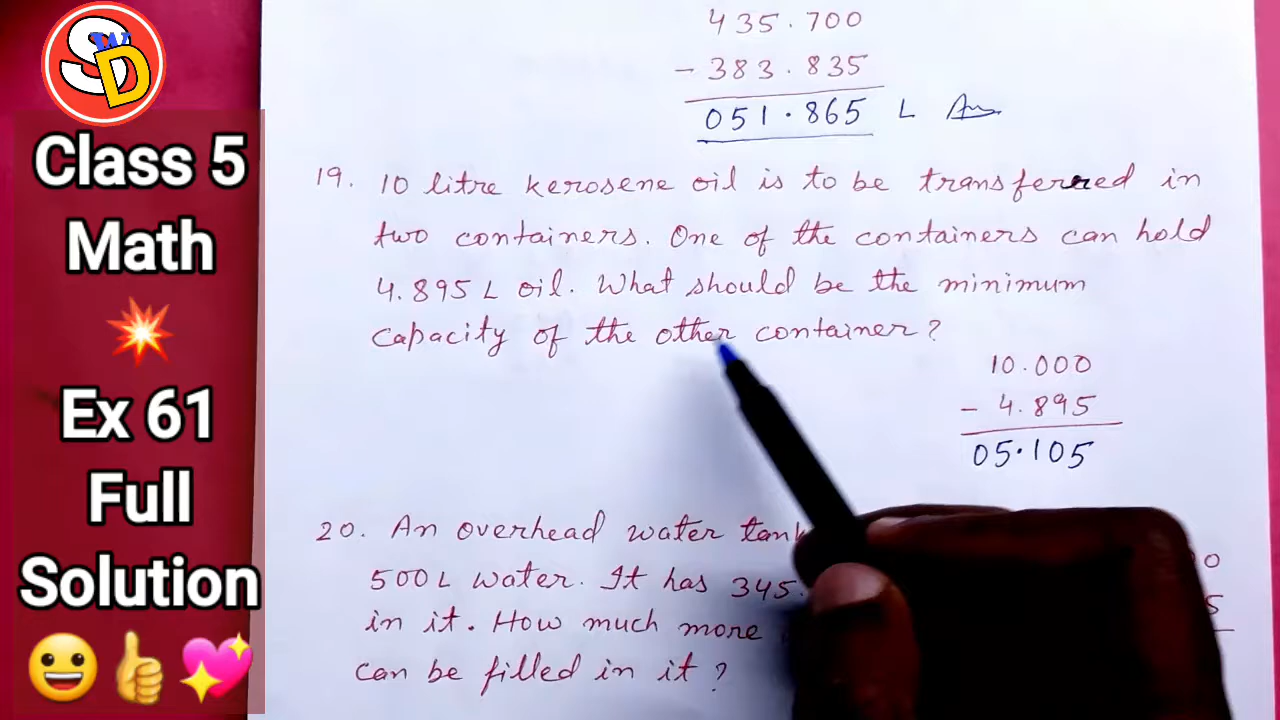 SWD
Class 5
Math
Ex 61
Full
Solution
435.700
- 383.835
051.865 L Ans
19. 10 litre kerosene oil is to be transferred in
two containers. One of the containers can hold
4.895 L oil. What should be the minimum
capacity of the other container?
10.000
- 4.895
05.105
20. An overhead water tank
500 L water. It has 345.
in it. How much more
can be filled in it?